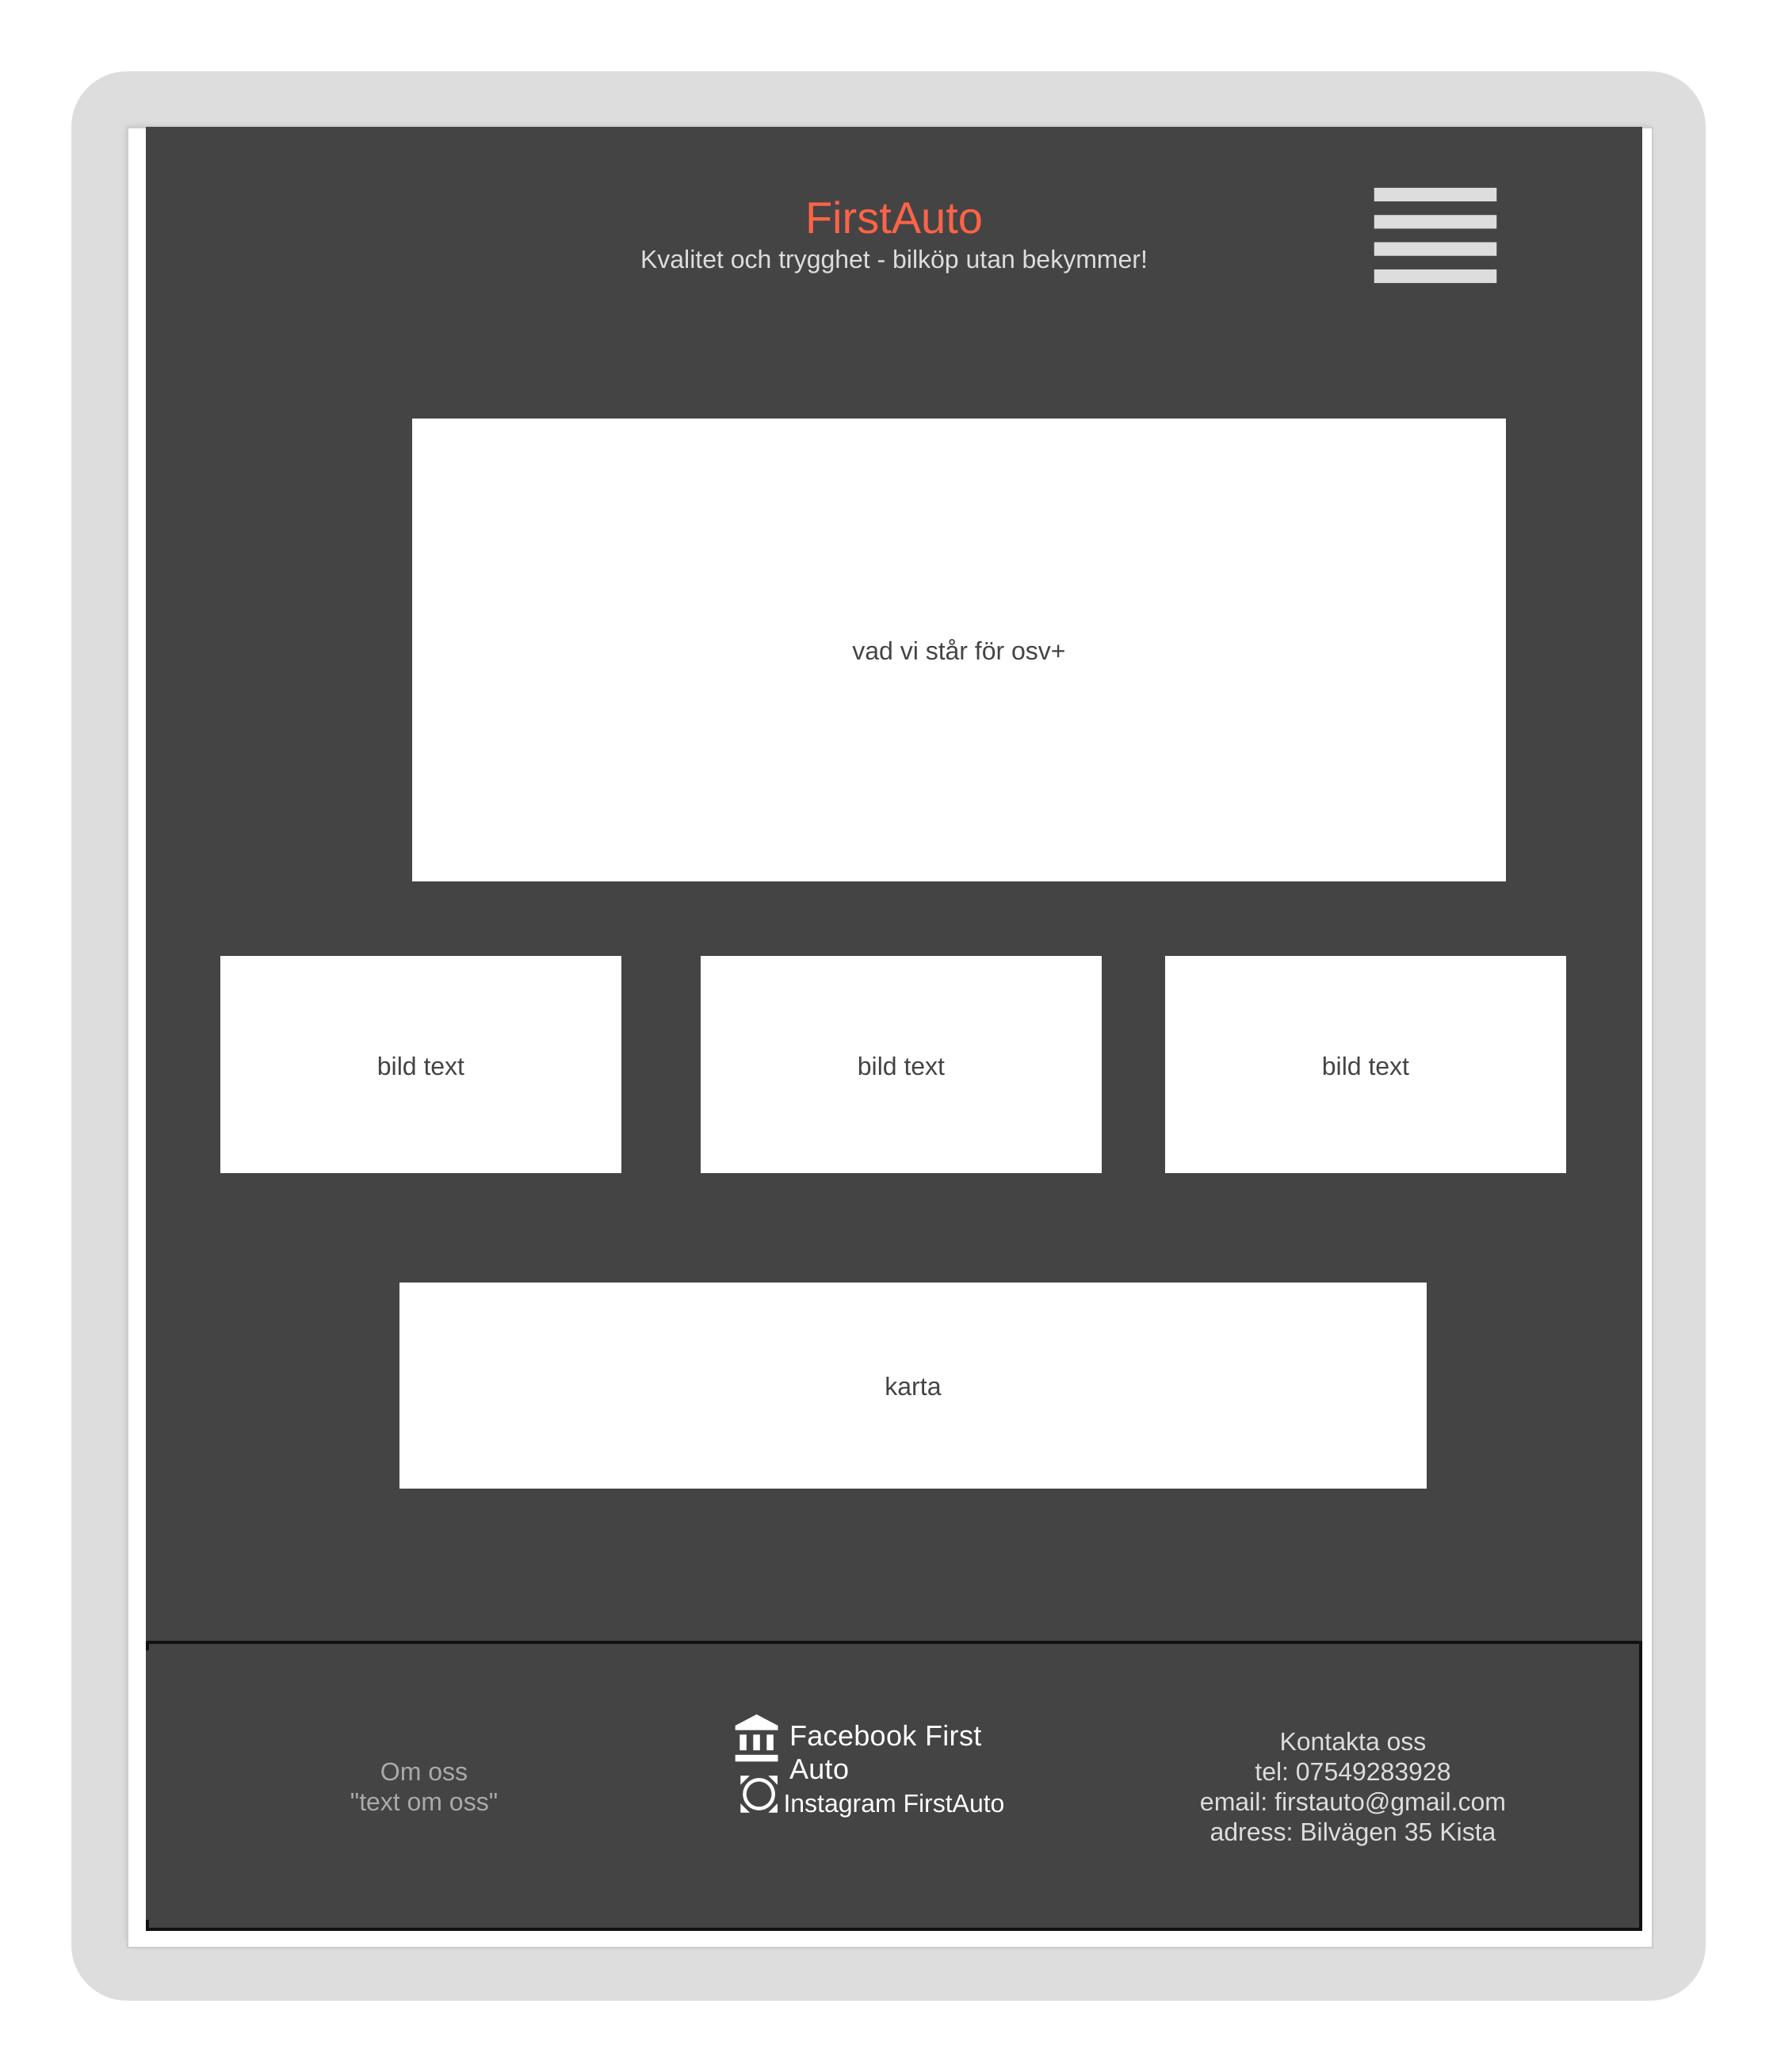 FirstAuto
Kvalitet och trygghet - bilköp utan bekymmer!
vad vi står för osv+
bild text
bild text
bild text
karta
Om oss
"text om oss"
Facebook First
Auto
Instagram FirstAuto
Kontakta oss
tel: 07549283928
email: firstauto@gmail.com
adress: Bilvägen 35 Kista